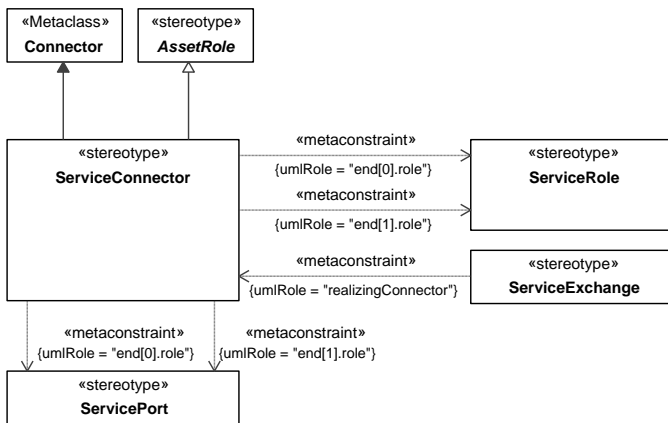 «Metaclass»
Connector
«stereotype»
AssetRole
«stereotype»
ServiceConnector
«metaconstraint»
{umlRole = "end[0].role"}
«metaconstraint»
{umlRole = "end[1].role"}
«stereotype»
ServiceRole
«metaconstraint»
{umlRole = "realizingConnector"}
«stereotype»
ServiceExchange
«metaconstraint»
{umlRole = "end[0].role"}
«metaconstraint»
{umlRole = "end[1].role"}
«stereotype»
ServicePort